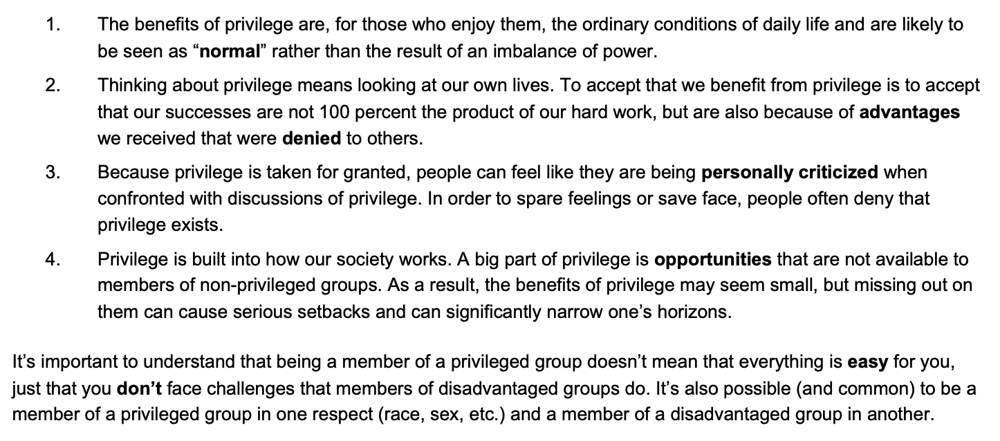 1. The benefits of privilege are, for those who enjoy them, the ordinary conditions of daily life and are likely to
be seen as “normal” rather than the result of an imbalance of power.
2. Thinking about privilege means looking at our own lives. To accept that we benefit from privilege is to accept
that our successes are not 100 percent the product of our hard work, but are also because of advantages
we received that were denied to others.
3. Because privilege is taken for granted, people can feel like they are being personally criticized when
confronted with discussions of privilege. In order to spare feelings or save face, people often deny that
privilege exists.
4. Privilege is built into how our society works. A big part of privilege is opportunities that are not available to
members of non-privileged groups. As a result, the benefits of privilege may seem small, but missing out on
them can cause serious setbacks and can significantly narrow one’s horizons.
It’s important to understand that being a member of a privileged group doesn’t mean that everything is easy for you,
just that you don’t face challenges that members of disadvantaged groups do. It’s also possible (and common) to be a
member of a privileged group in one respect (race, sex, etc.) and a member of a disadvantaged group in another.